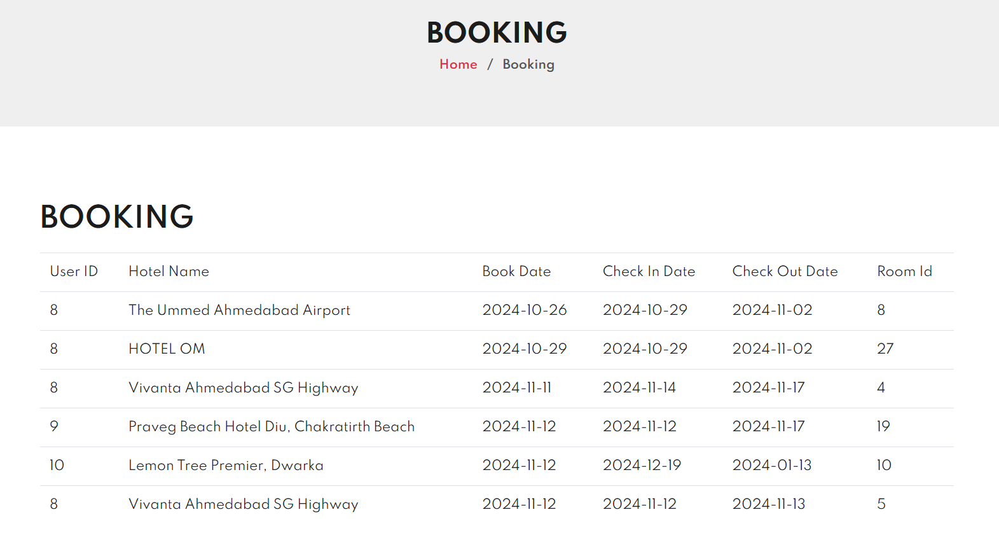 BOOKING
Home / Booking
BOOKING
User ID Hotel Name Book Date Check In Date Check Out Date Room Id
8 The Ummed Ahmedabad Airport 2024-10-26 2024-10-29 2024-11-02 8
8 HOTEL OM 2024-10-29 2024-10-29 2024-11-02 27
8 Vivanta Ahmedabad SG Highway 2024-11-11 2024-11-14 2024-11-17 4
9 Praveg Beach Hotel Diu, Chakratirth Beach 2024-11-12 2024-11-12 2024-11-17 19
10 Lemon Tree Premier, Dwarka 2024-11-12 2024-12-19 2024-01-13 10
8 Vivanta Ahmedabad SG Highway 2024-11-12 2024-11-12 2024-11-13 5